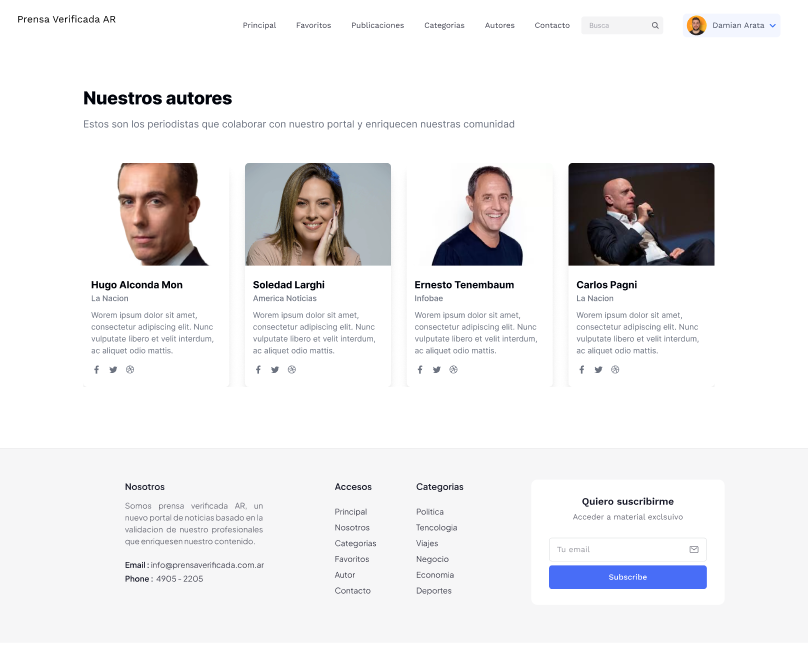 Prensa Verificada AR
Principal Favoritos Publicaciones Categorias Autores Contacto Busca Damian Arata
Nuestros autores
Estos son los periodistas que colaborar con nuestro portal y enriquecen nuestras comunidad
Hugo Alconda Mon
La Nacion
Worem ipsum dolor sit amet,
consectetur adipiscing elit. Nunc
vulputate libero et velit interdum,
ac aliquet odio mattis.
Soledad Larghi
America Noticias
Worem ipsum dolor sit amet,
consectetur adipiscing elit. Nunc
vulputate libero et velit interdum,
ac aliquet odio mattis.
Ernesto Tenembaum
Infobae
Worem ipsum dolor sit amet,
consectetur adipiscing elit. Nunc
vulputate libero et velit interdum,
ac aliquet odio mattis.
Carlos Pagni
La Nacion
Worem ipsum dolor sit amet,
consectetur adipiscing elit. Nunc
vulputate libero et velit interdum,
ac aliquet odio mattis.
Nosotros
Somos prensa verificada AR, un
nuevo portal de noticias basado en la
validacion de nuestro profesionales
que enriquesen nuestro contenido.
Email : info@prensaverificada.com.ar
Phone : 4905 - 2205
Accesos
Principal
Nosotros
Categorias
Favoritos
Autor
Contacto
Categorias
Politica
Tencologia
Viajes
Negocio
Economia
Deportes
Quiero suscribirme
Acceder a material exclsuivo
Tu email
Subscribe